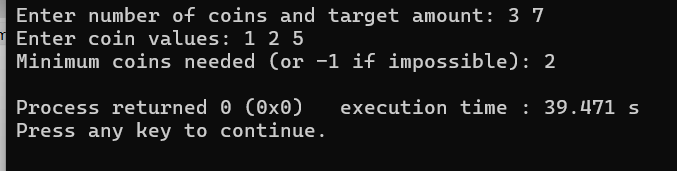 Enter number of coins and target amount: 3 7
Enter coin values: 1 2 5
Minimum coins needed (or -1 if impossible): 2
Process returned 0 (0x0)   execution time : 39.471 s
Press any key to continue.